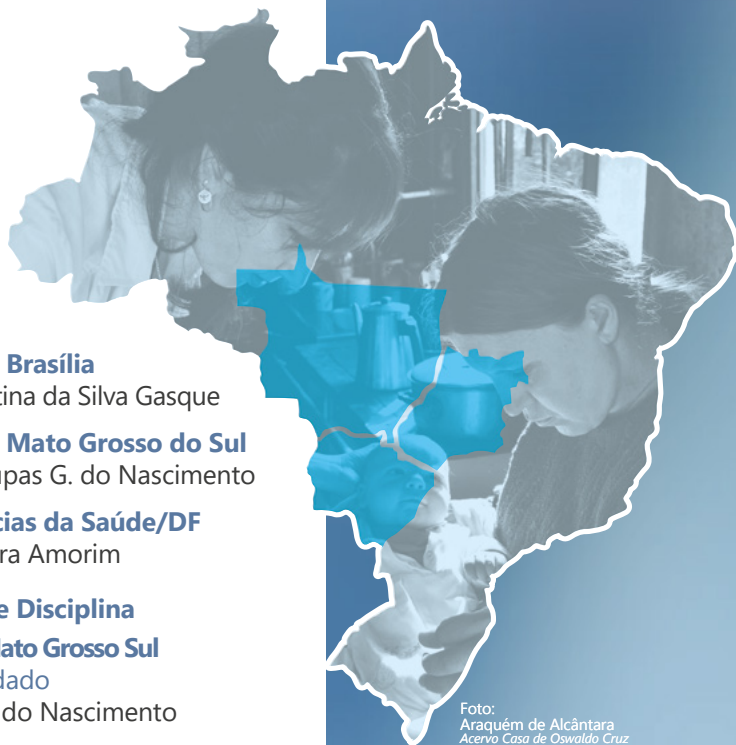 Brasília
tina da Silva Gasque
Mato Grosso do Sul
upas G. do Nascimento
cias da Saúde/DF
ra Amorim
e Disciplina
Mato Grosso Sul
dado
do Nascimento
Foto:
Araquém de Alcântara
Acervo Casa de Oswaldo Cruz